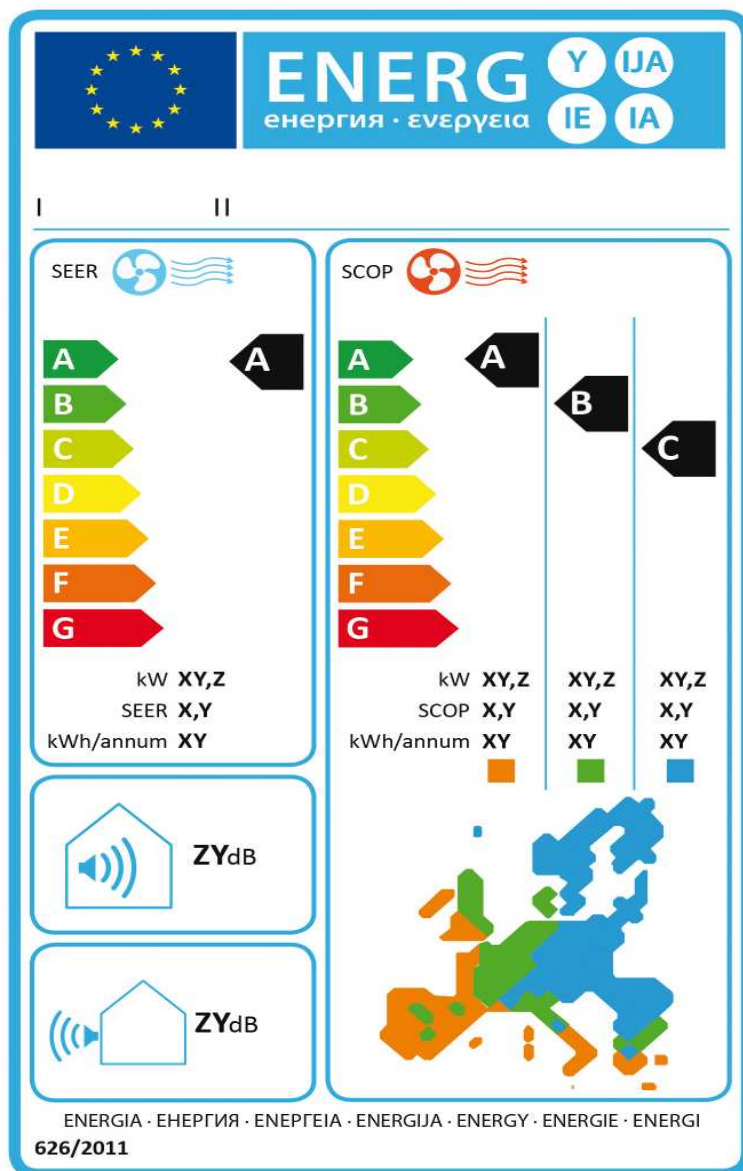 ENERG Y IJA
енергия · ενεργεια IE IA
I II
SEER
A A
B
C
D
E
F
G
kW XY,Z
SEER X,Y
kWh/annum XY
SCOP
A A
B B
C C
D
E
F
G
kW XY,Z XY,Z XY,Z
SCOP X,Y X,Y X,Y
kWh/annum XY XY XY
ZYdB
ZYdB
ENERGIA · ЕНЕРГИЯ · ΕΝΕΡΓΕΙΑ · ENERGIJA · ENERGY · ENERGIE · ENERGI
626/2011